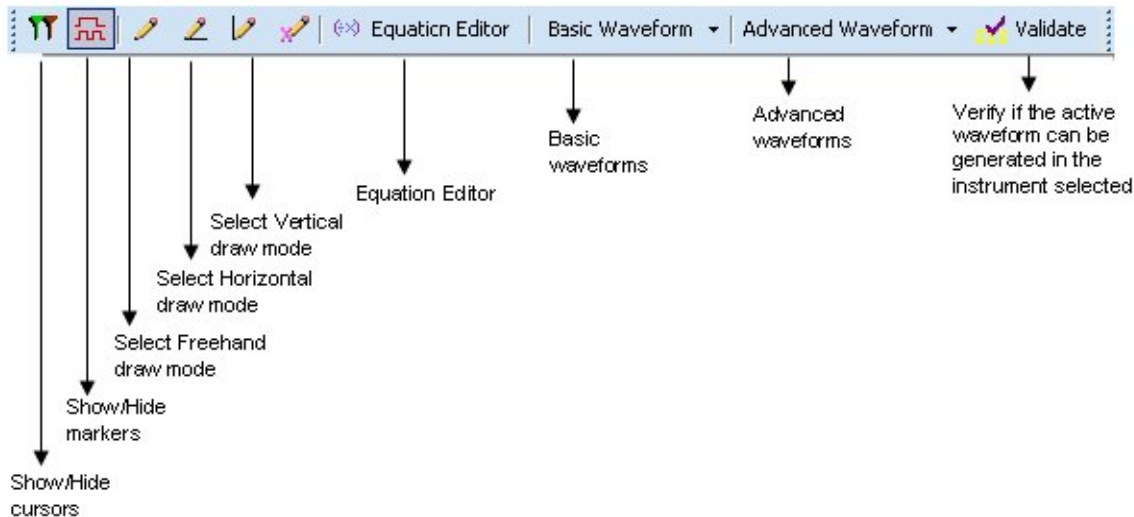 Equation Editor
Basic Waveform
Advanced Waveform
Validate
Advanced
waveforms
Verify if the active
waveform can be
generated in the
instrument selected
Basic
waveforms
Equation Editor
Select Vertical
draw mode
Select Horizontal
draw mode
Select Freehand
draw mode
Show/Hide
markers
Show/Hide
cursors